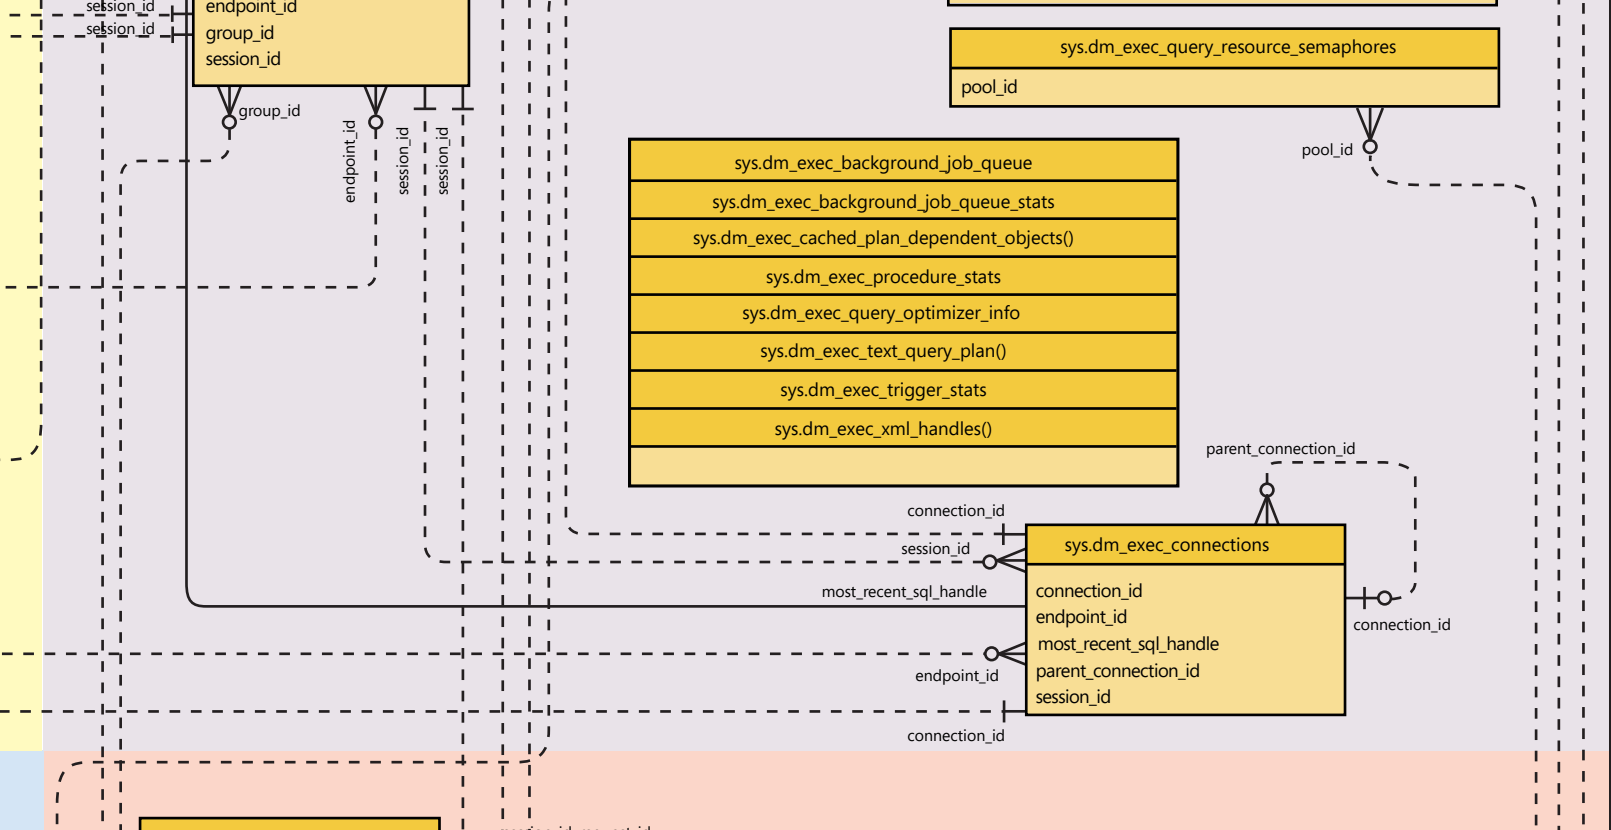 session_id
session_id
endpoint_id
group_id
session_id
group_id
endpoint_id
session_id
session_id
sys.dm_exec_query_resource_semaphores
pool_id
pool_id
sys.dm_exec_background_job_queue
sys.dm_exec_background_job_queue_stats
sys.dm_exec_cached_plan_dependent_objects()
sys.dm_exec_procedure_stats
sys.dm_exec_query_optimizer_info
sys.dm_exec_text_query_plan()
sys.dm_exec_trigger_stats
sys.dm_exec_xml_handles()
parent_connection_id
connection_id
session_id
most_recent_sql_handle
endpoint_id
connection_id
sys.dm_exec_connections
connection_id
endpoint_id
most_recent_sql_handle
parent_connection_id
session_id
connection_id